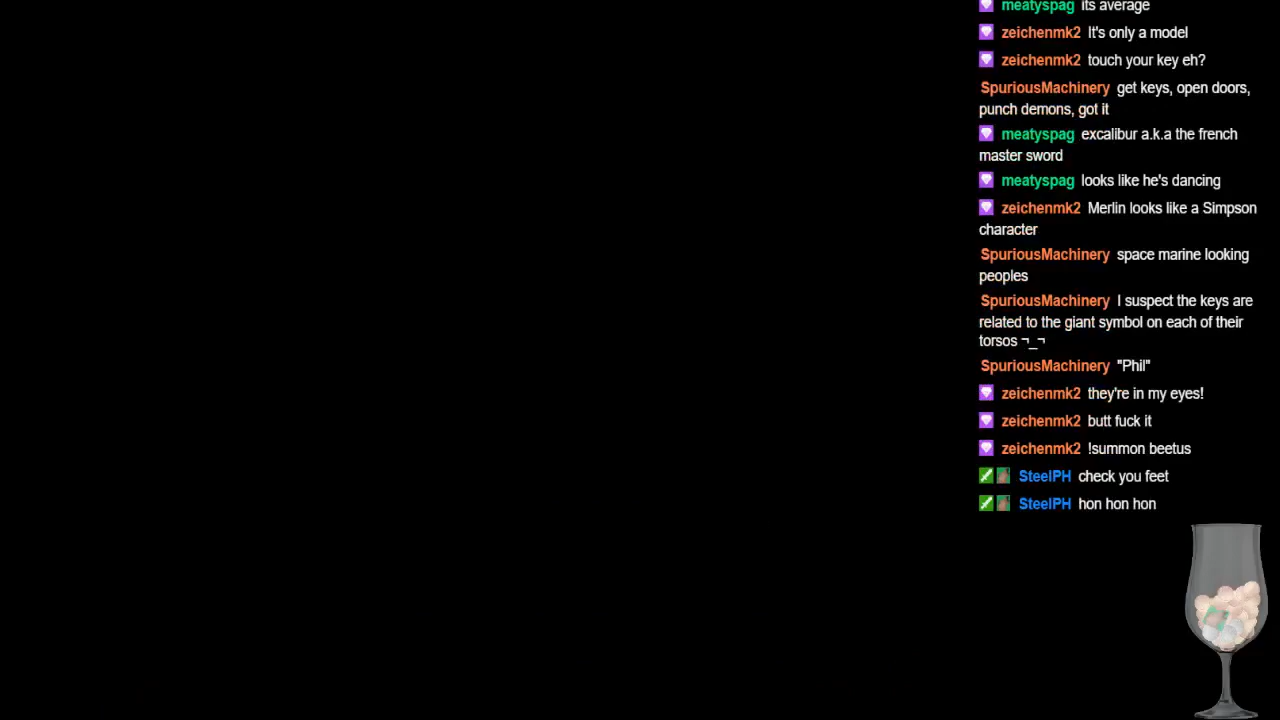 meatyspag its average
zeichenmk2 It's only a model
zeichenmk2 touch your key eh?
SpuriousMachinery get keys, open doors,
punch demons, got it
meatyspag excalibur a.k.a the french
master sword
meatyspag looks like he's dancing
zeichenmk2 Merlin looks like a Simpson
character
SpuriousMachinery space marine looking
peoples
SpuriousMachinery I suspect the keys are
related to the giant symbol on each of their
torsos ¬_¬
SpuriousMachinery "Phil"
zeichenmk2 they're in my eyes!
zeichenmk2 butt fuck it
zeichenmk2 !summon beetus
SteelPH check you feet
SteelPH hon hon hon